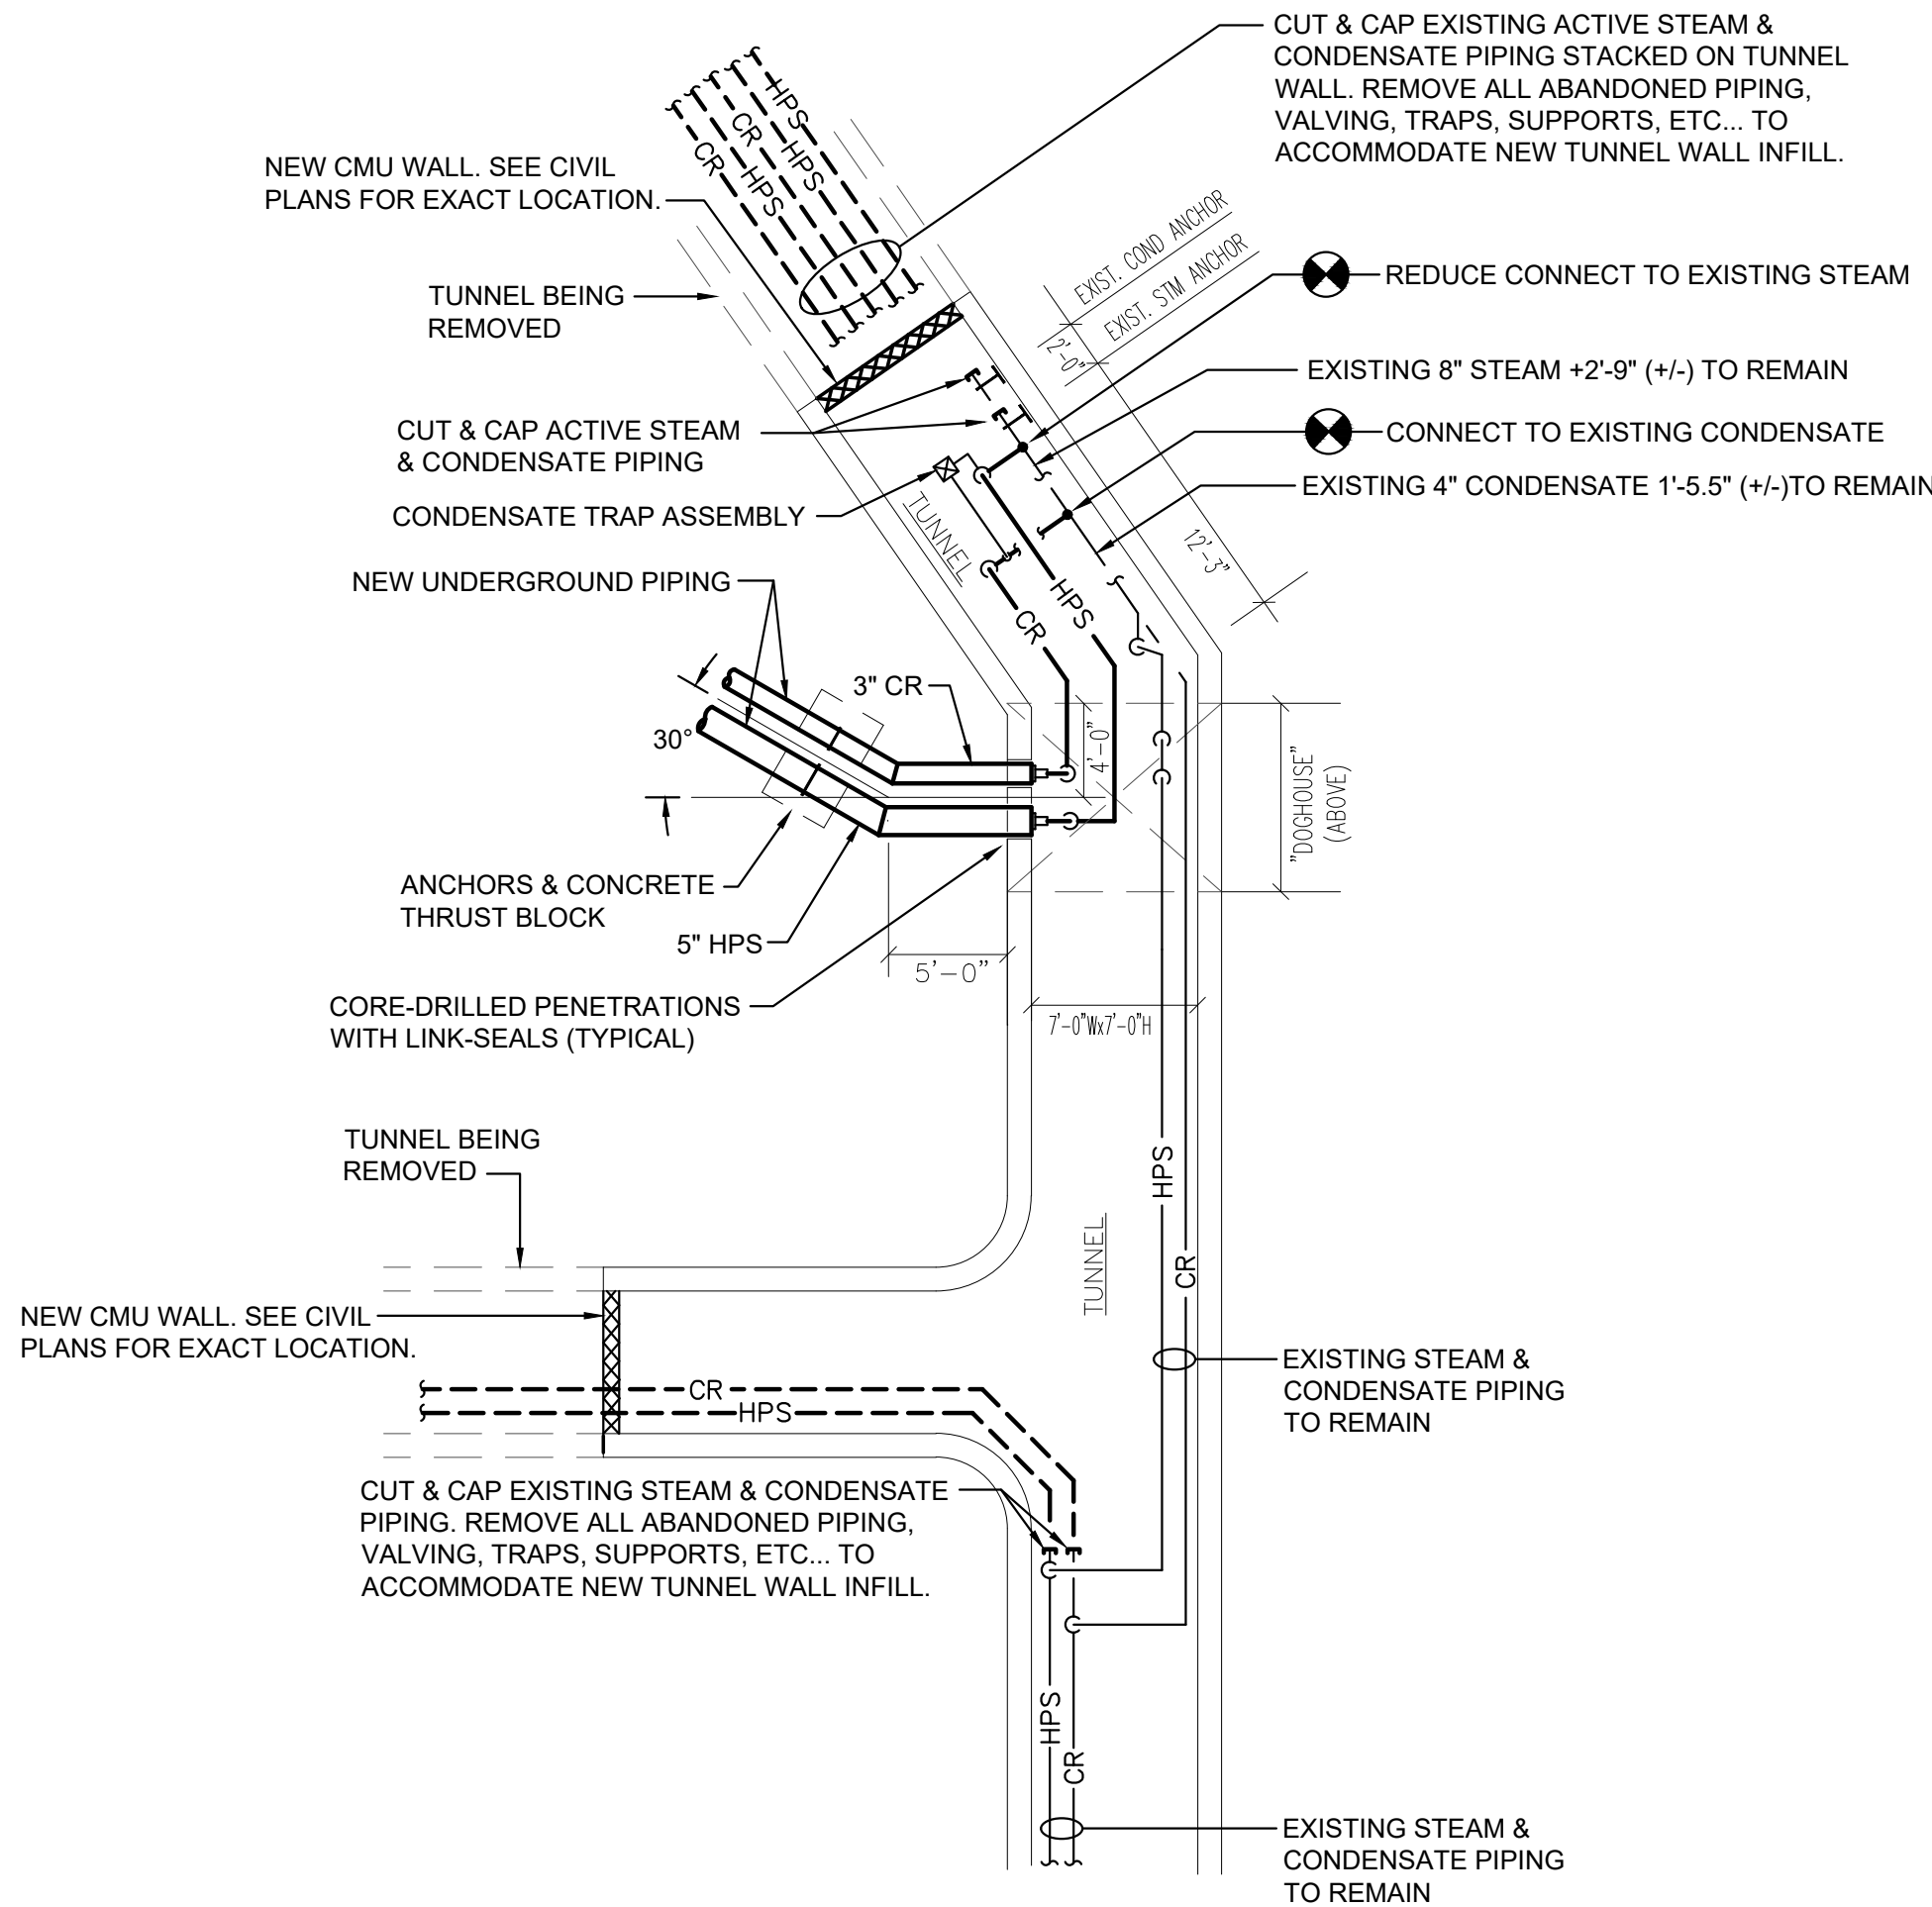 CUT & CAP EXISTING ACTIVE STEAM &
CONDENSATE PIPING STACKED ON TUNNEL
WALL. REMOVE ALL ABANDONED PIPING,
VALVING, TRAPS, SUPPORTS, ETC... TO
ACCOMMODATE NEW TUNNEL WALL INFILL.
HPS
CR
HPS
CR
HPS
NEW CMU WALL. SEE CIVIL
PLANS FOR EXACT LOCATION.
TUNNEL BEING
REMOVED
EXIST. COND ANCHOR
EXIST. STM ANCHOR
2'-0"
REDUCE CONNECT TO EXISTING STEAM
EXISTING 8" STEAM +2'-9" (+/-) TO REMAIN
CUT & CAP ACTIVE STEAM
& CONDENSATE PIPING
CONNECT TO EXISTING CONDENSATE
EXISTING 4" CONDENSATE 1'-5.5" (+/-)TO REMAIN
CONDENSATE TRAP ASSEMBLY
TUNNEL
12'-3"
NEW UNDERGROUND PIPING
HPS
CR
3" CR
30°
4'-0"
"DOGHOUSE"
(ABOVE)
ANCHORS & CONCRETE
THRUST BLOCK
5" HPS
5'-0"
CORE-DRILLED PENETRATIONS
WITH LINK-SEALS (TYPICAL)
7'-0"Wx7'-0"H
TUNNEL BEING
REMOVED
HPS
TUNNEL
CR
NEW CMU WALL. SEE CIVIL
PLANS FOR EXACT LOCATION.
EXISTING STEAM &
CONDENSATE PIPING
TO REMAIN
CR
HPS
CUT & CAP EXISTING STEAM & CONDENSATE
PIPING. REMOVE ALL ABANDONED PIPING,
VALVING, TRAPS, SUPPORTS, ETC... TO
ACCOMMODATE NEW TUNNEL WALL INFILL.
HPS
CR
EXISTING STEAM &
CONDENSATE PIPING
TO REMAIN